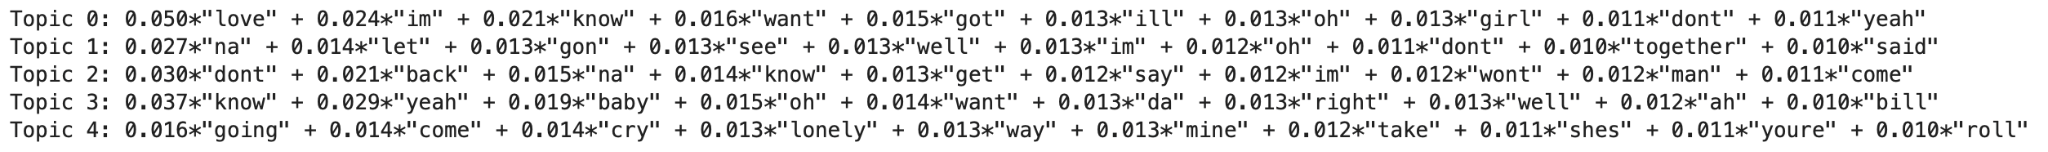 Topic 0: 0.050*"love" + 0.024*"im" + 0.021*"know" + 0.016*"want" + 0.015*"got" + 0.013*"ill" + 0.013*"oh" + 0.013*"girl" + 0.011*"dont" + 0.011*"yeah"
Topic 1: 0.027*"na" + 0.014*"let" + 0.013*"gon" + 0.013*"see" + 0.013*"well" + 0.013*"im" + 0.012*"oh" + 0.011*"dont" + 0.010*"together" + 0.010*"said"
Topic 2: 0.030*"dont" + 0.021*"back" + 0.015*"na" + 0.014*"know" + 0.013*"get" + 0.012*"say" + 0.012*"im" + 0.012*"wont" + 0.012*"man" + 0.011*"come"
Topic 3: 0.037*"know" + 0.029*"yeah" + 0.019*"baby" + 0.015*"oh" + 0.014*"want" + 0.013*"da" + 0.013*"right" + 0.013*"well" + 0.012*"ah" + 0.010*"bill"
Topic 4: 0.016*"going" + 0.014*"come" + 0.014*"cry" + 0.013*"lonely" + 0.013*"way" + 0.013*"mine" + 0.012*"take" + 0.011*"shes" + 0.011*"youre" + 0.010*"roll"